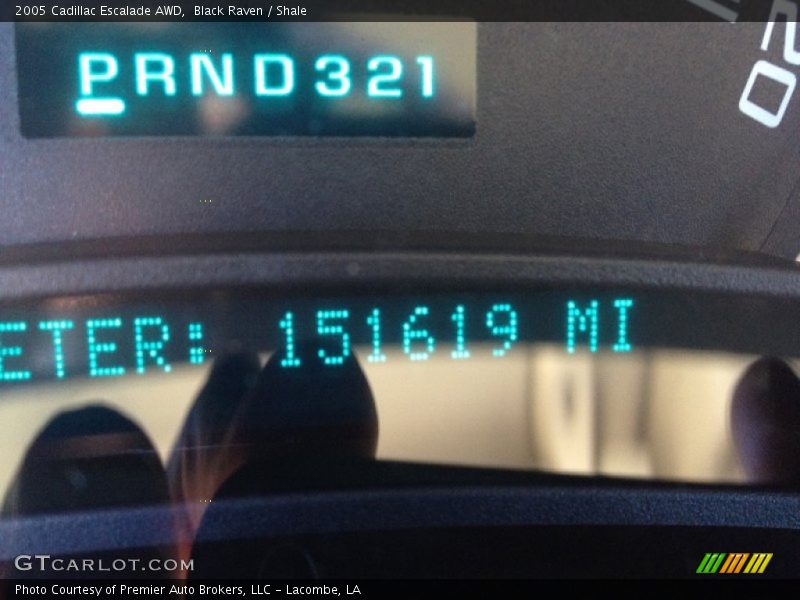 2005 Cadillac Escalade AWD,  Black Raven / Shale
PRND321
20
ETER: 151619 MI
GTCARLOT.COM
Photo Courtesy of Premier Auto Brokers, LLC - Lacombe, LA